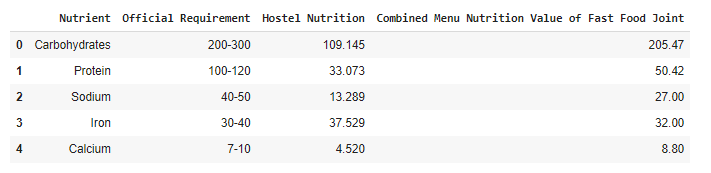 Nutrient Official Requirement Hostel Nutrition Combined Menu Nutrition Value of Fast Food Joint
0 Carbohydrates 200-300 109.145 205.47
1 Protein 100-120 33.073 50.42
2 Sodium 40-50 13.289 27.00
3 Iron 30-40 37.529 32.00
4 Calcium 7-10 4.520 8.80